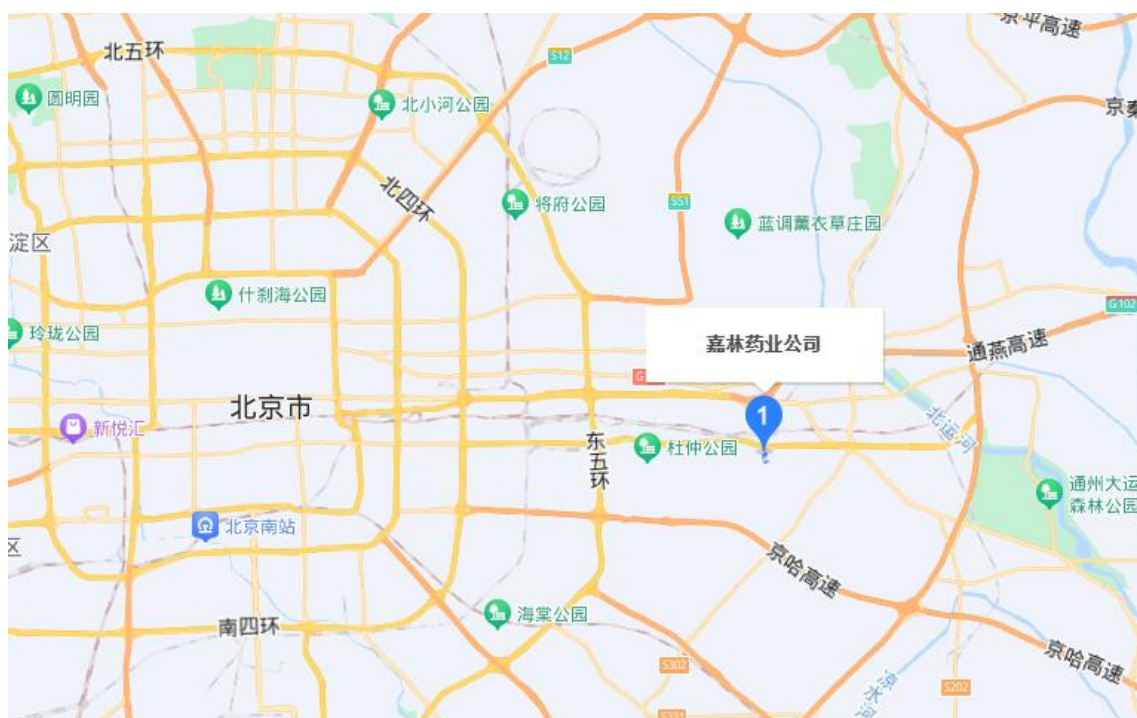 京平高速
北五环
S12
圆明园
北小河公园
京秦
北四环
将府公园
S51
蓝调薰衣草庄园
淀区
什刹海公园
G102
玲珑公园
嘉林药业公司
通燕高速
G
北京市
1
新悦汇
北运河
东五环
杜仲公园
通州大运
森林公园
北京南站
区
京哈高速
海棠公园
南四环
京哈高速
S302
凉水河
S202
S321